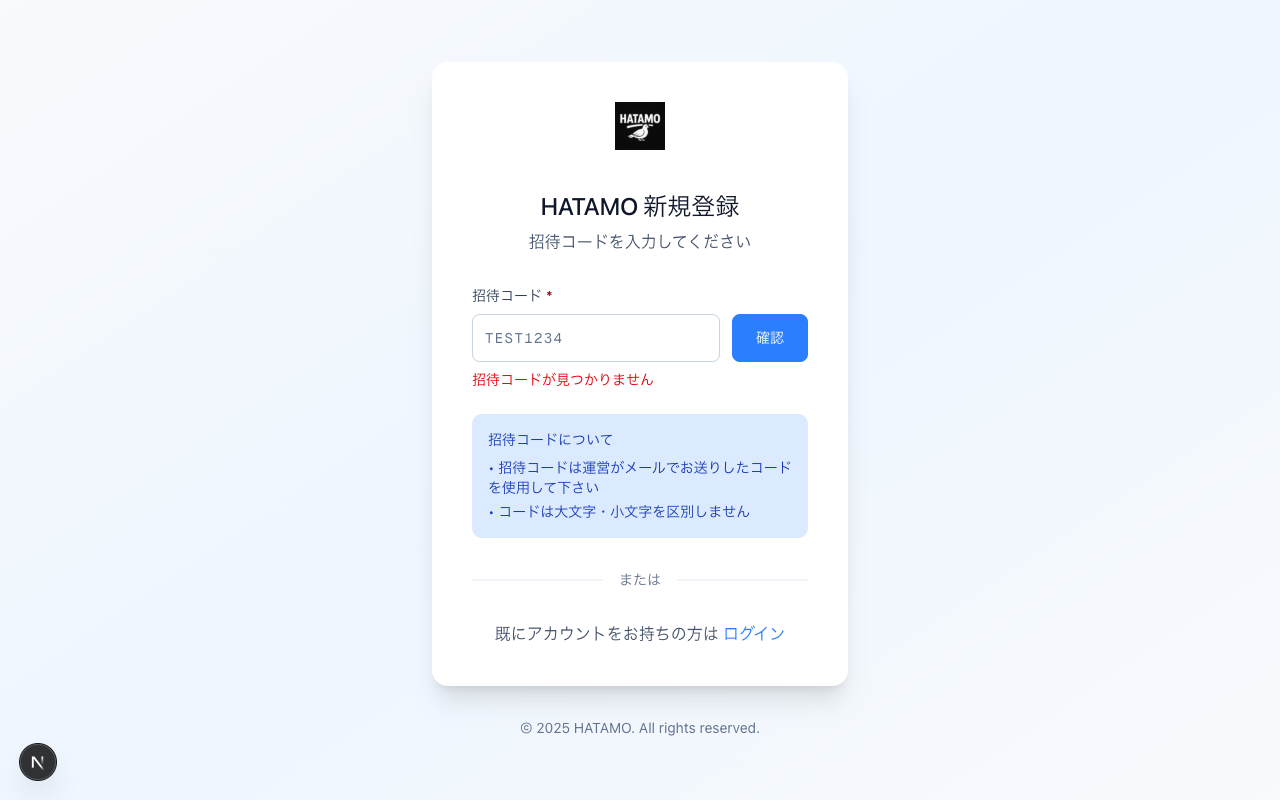 HATAMO
HATAMO 新規登録
招待コードを入力してください
招待コード *
TEST1234
確認
招待コードが見つかりません
招待コードについて
• 招待コードは運営がメールでお送りしたコード
を使用して下さい
• コードは大文字・小文字を区別しません
または
既にアカウントをお持ちの方は ログイン
© 2025 HATAMO. All rights reserved.
N